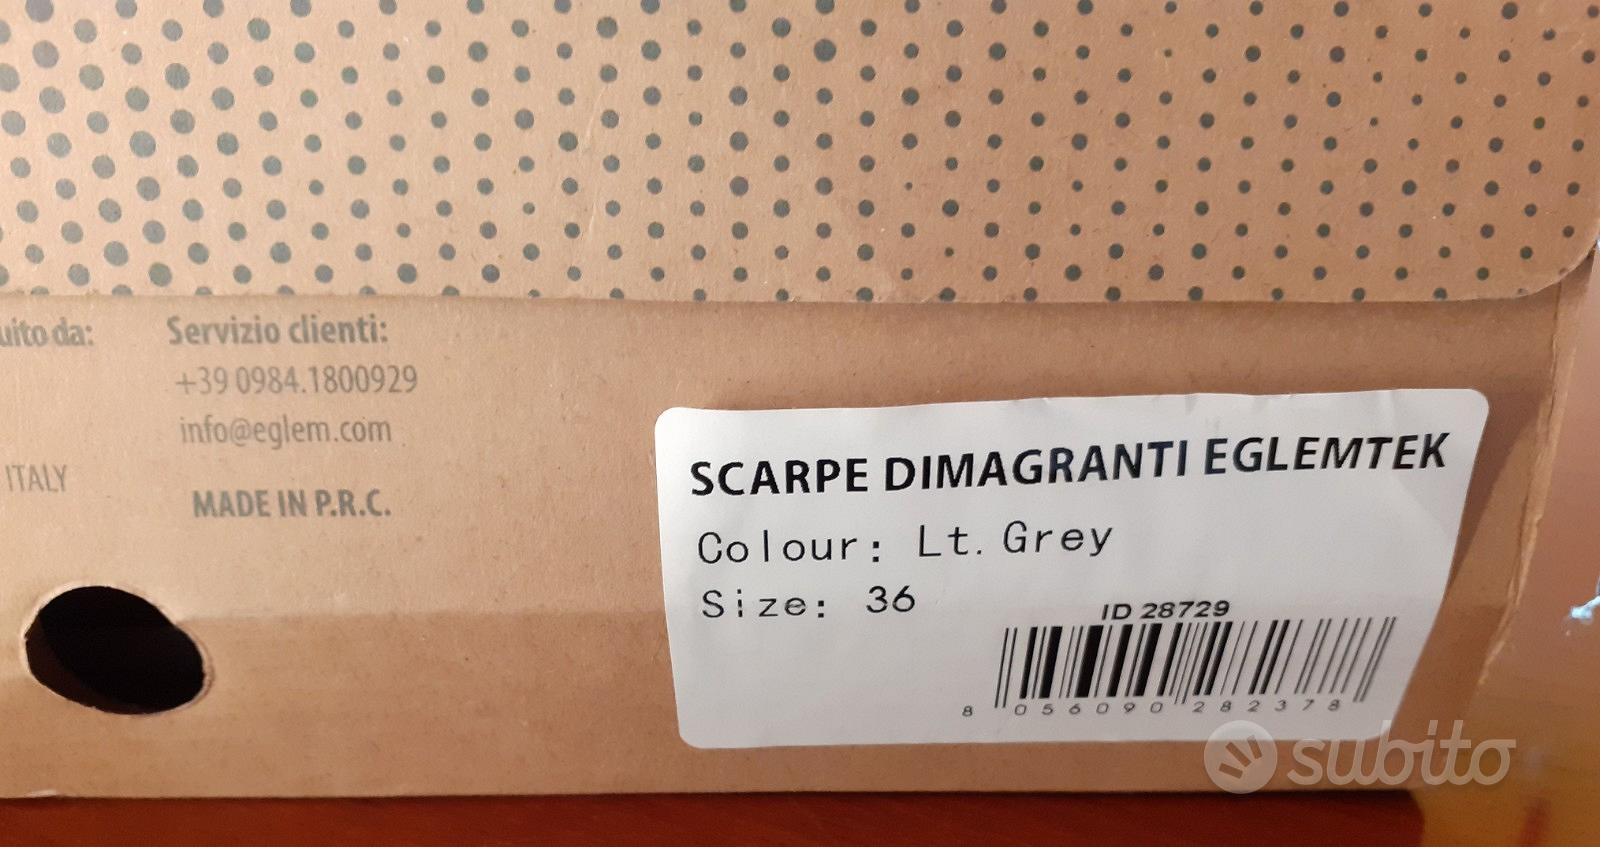 da:
Servizio clienti:
+39 0984.1800929
info@eglem.com
ITALY
MADE IN P.R.C.
SCARPE DIMAGRANTI EGLEMTEK
Colour: Lt. Grey
Size: 36
ID 28729
8 056090 282378
subito